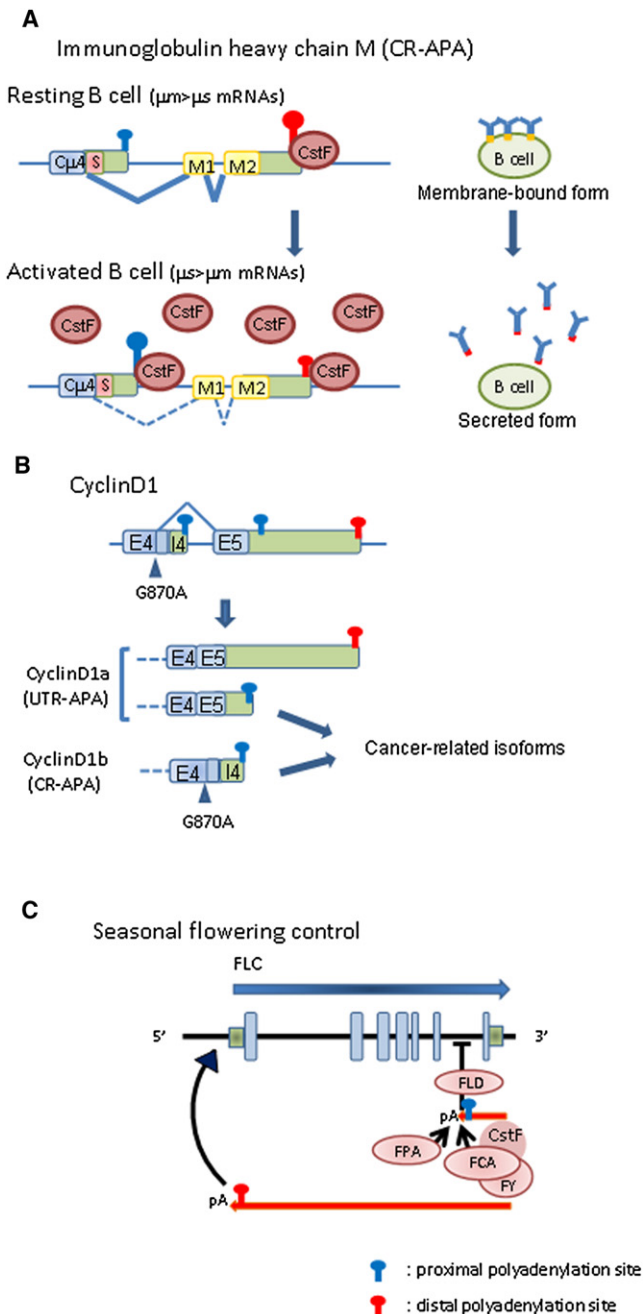 A
Immunoglobulin heavy chain M (CR-APA)
Resting B cell (μm>μs mRNAs)
Cμ4 S M1 M2 CstF
B cell
Membrane-bound form
Activated B cell (μs>μm mRNAs)
CstF CstF CstF CstF
Cμ4 S CstF M1 M2 CstF
B cell
Secreted form
B
CyclinD1
E4 I4 E5
G870A
CyclinD1a
(UTR-APA)
E4 E5
E4 E5
Cancer-related isoforms
CyclinD1b
(CR-APA)
E4 I4
G870A
C
Seasonal flowering control
FLC
5’ 3’
FLD
pA
CstF
FPA
FCA
FY
pA
: proximal polyadenylation site
: distal polyadenylation site